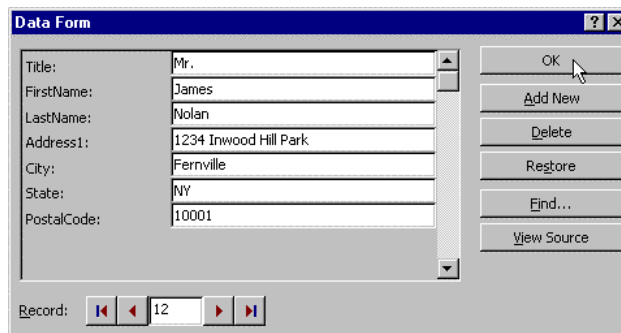 Data Form
Title: Mr.
FirstName: James
LastName: Nolan
Address1: 1234 Inwood Hill Park
City: Fernville
State: NY
PostalCode: 10001
OK
Add New
Delete
Restore
Find...
View Source
Record: 12